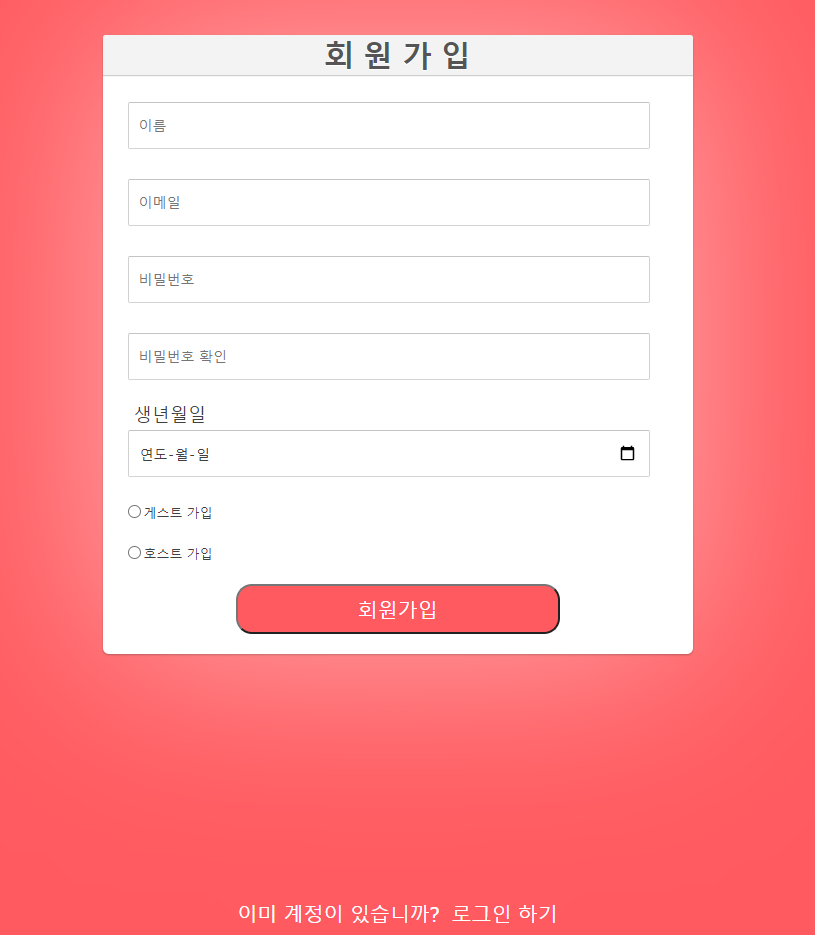 회 원 가 입
이름
이메일
비밀번호
비밀번호 확인
생년월일
연도-월-일
게스트 가입
호스트 가입
회원가입
이미 계정이 있습니까? 로그인 하기